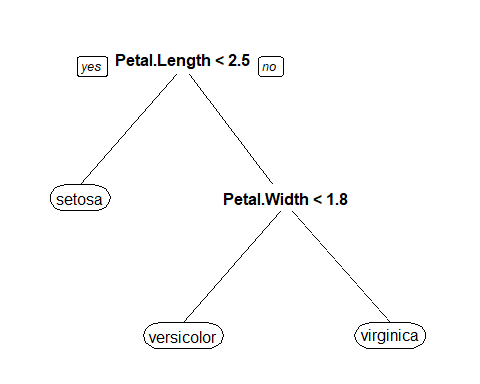 yes
Petal.Length < 2.5
no
setosa
Petal.Width < 1.8
versicolor
virginica